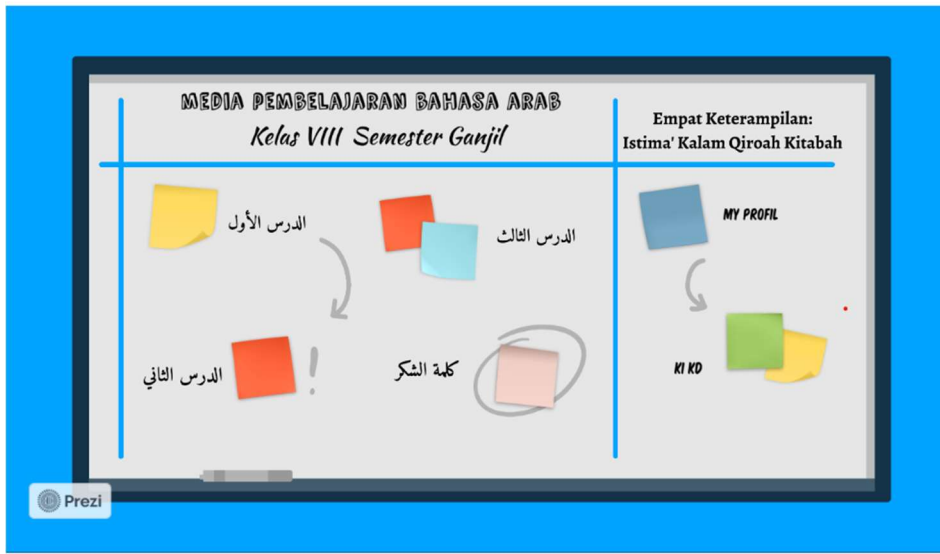 MEDIA PEMBELAJARAN BAHASA ARAB
Kelas VIII Semester Ganjil
Empat Keterampilan:
Istima' Kalam Qiroah Kitabah
الدرس الأول
الدرس الثالث
MY PROFIL
الدرس الثاني
!
كلمة الشكر
KI KD
Prezi